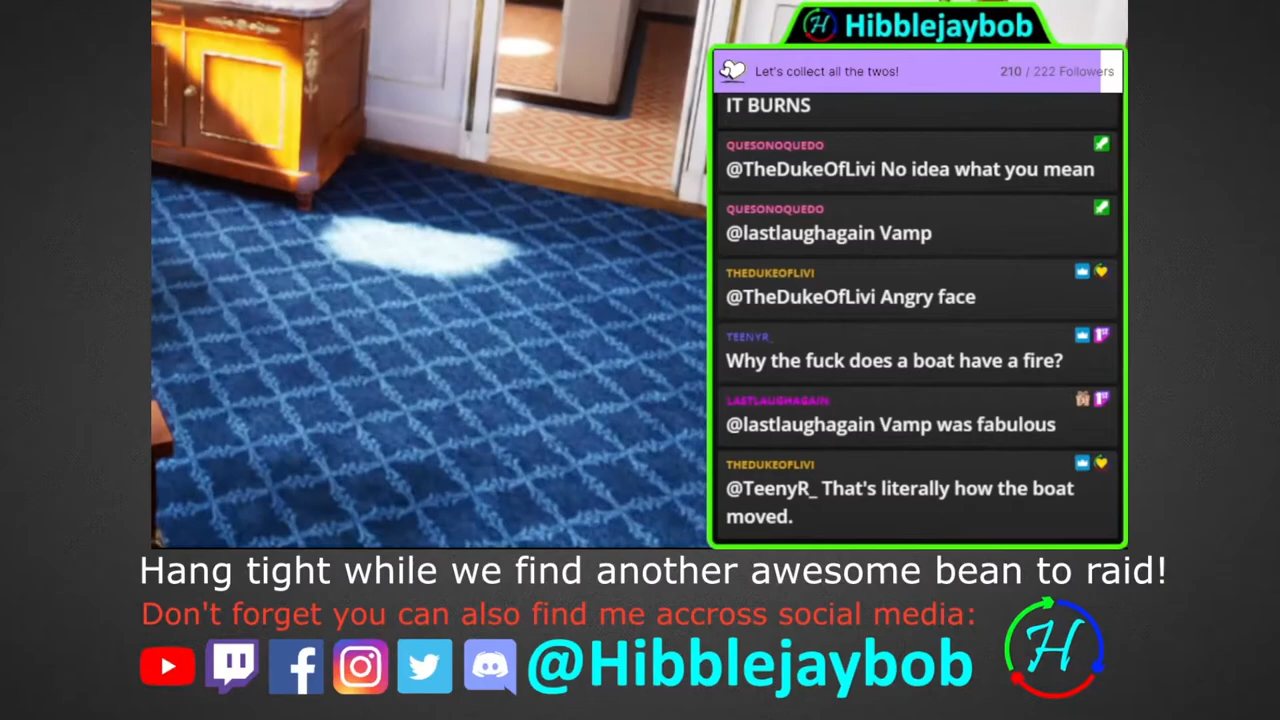 Hibblejaybob
Let's collect all the twos!
210 / 222 Followers
IT BURNS
QUESONOQUEDO
@TheDukeOfLivi No idea what you mean
QUESONOQUEDO
@lastlaughagain Vamp
THEDUKEOFLIVI
@TheDukeOfLivi Angry face
TEENYR_
Why the fuck does a boat have a fire?
LASTLAUGHAGAIN
@lastlaughagain Vamp was fabulous
THEDUKEOFLIVI
@TeenyR_ That's literally how the boat
moved.
Hang tight while we find another awesome bean to raid!
Don't forget you can also find me accross social media:
@Hibblejaybob
H